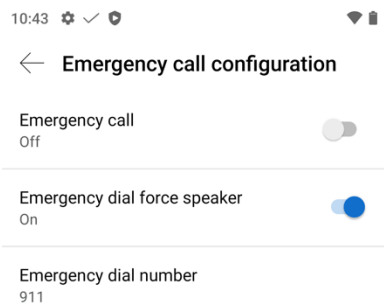 10:43
Emergency call configuration
Emergency call
Off
Emergency dial force speaker
On
Emergency dial number
911